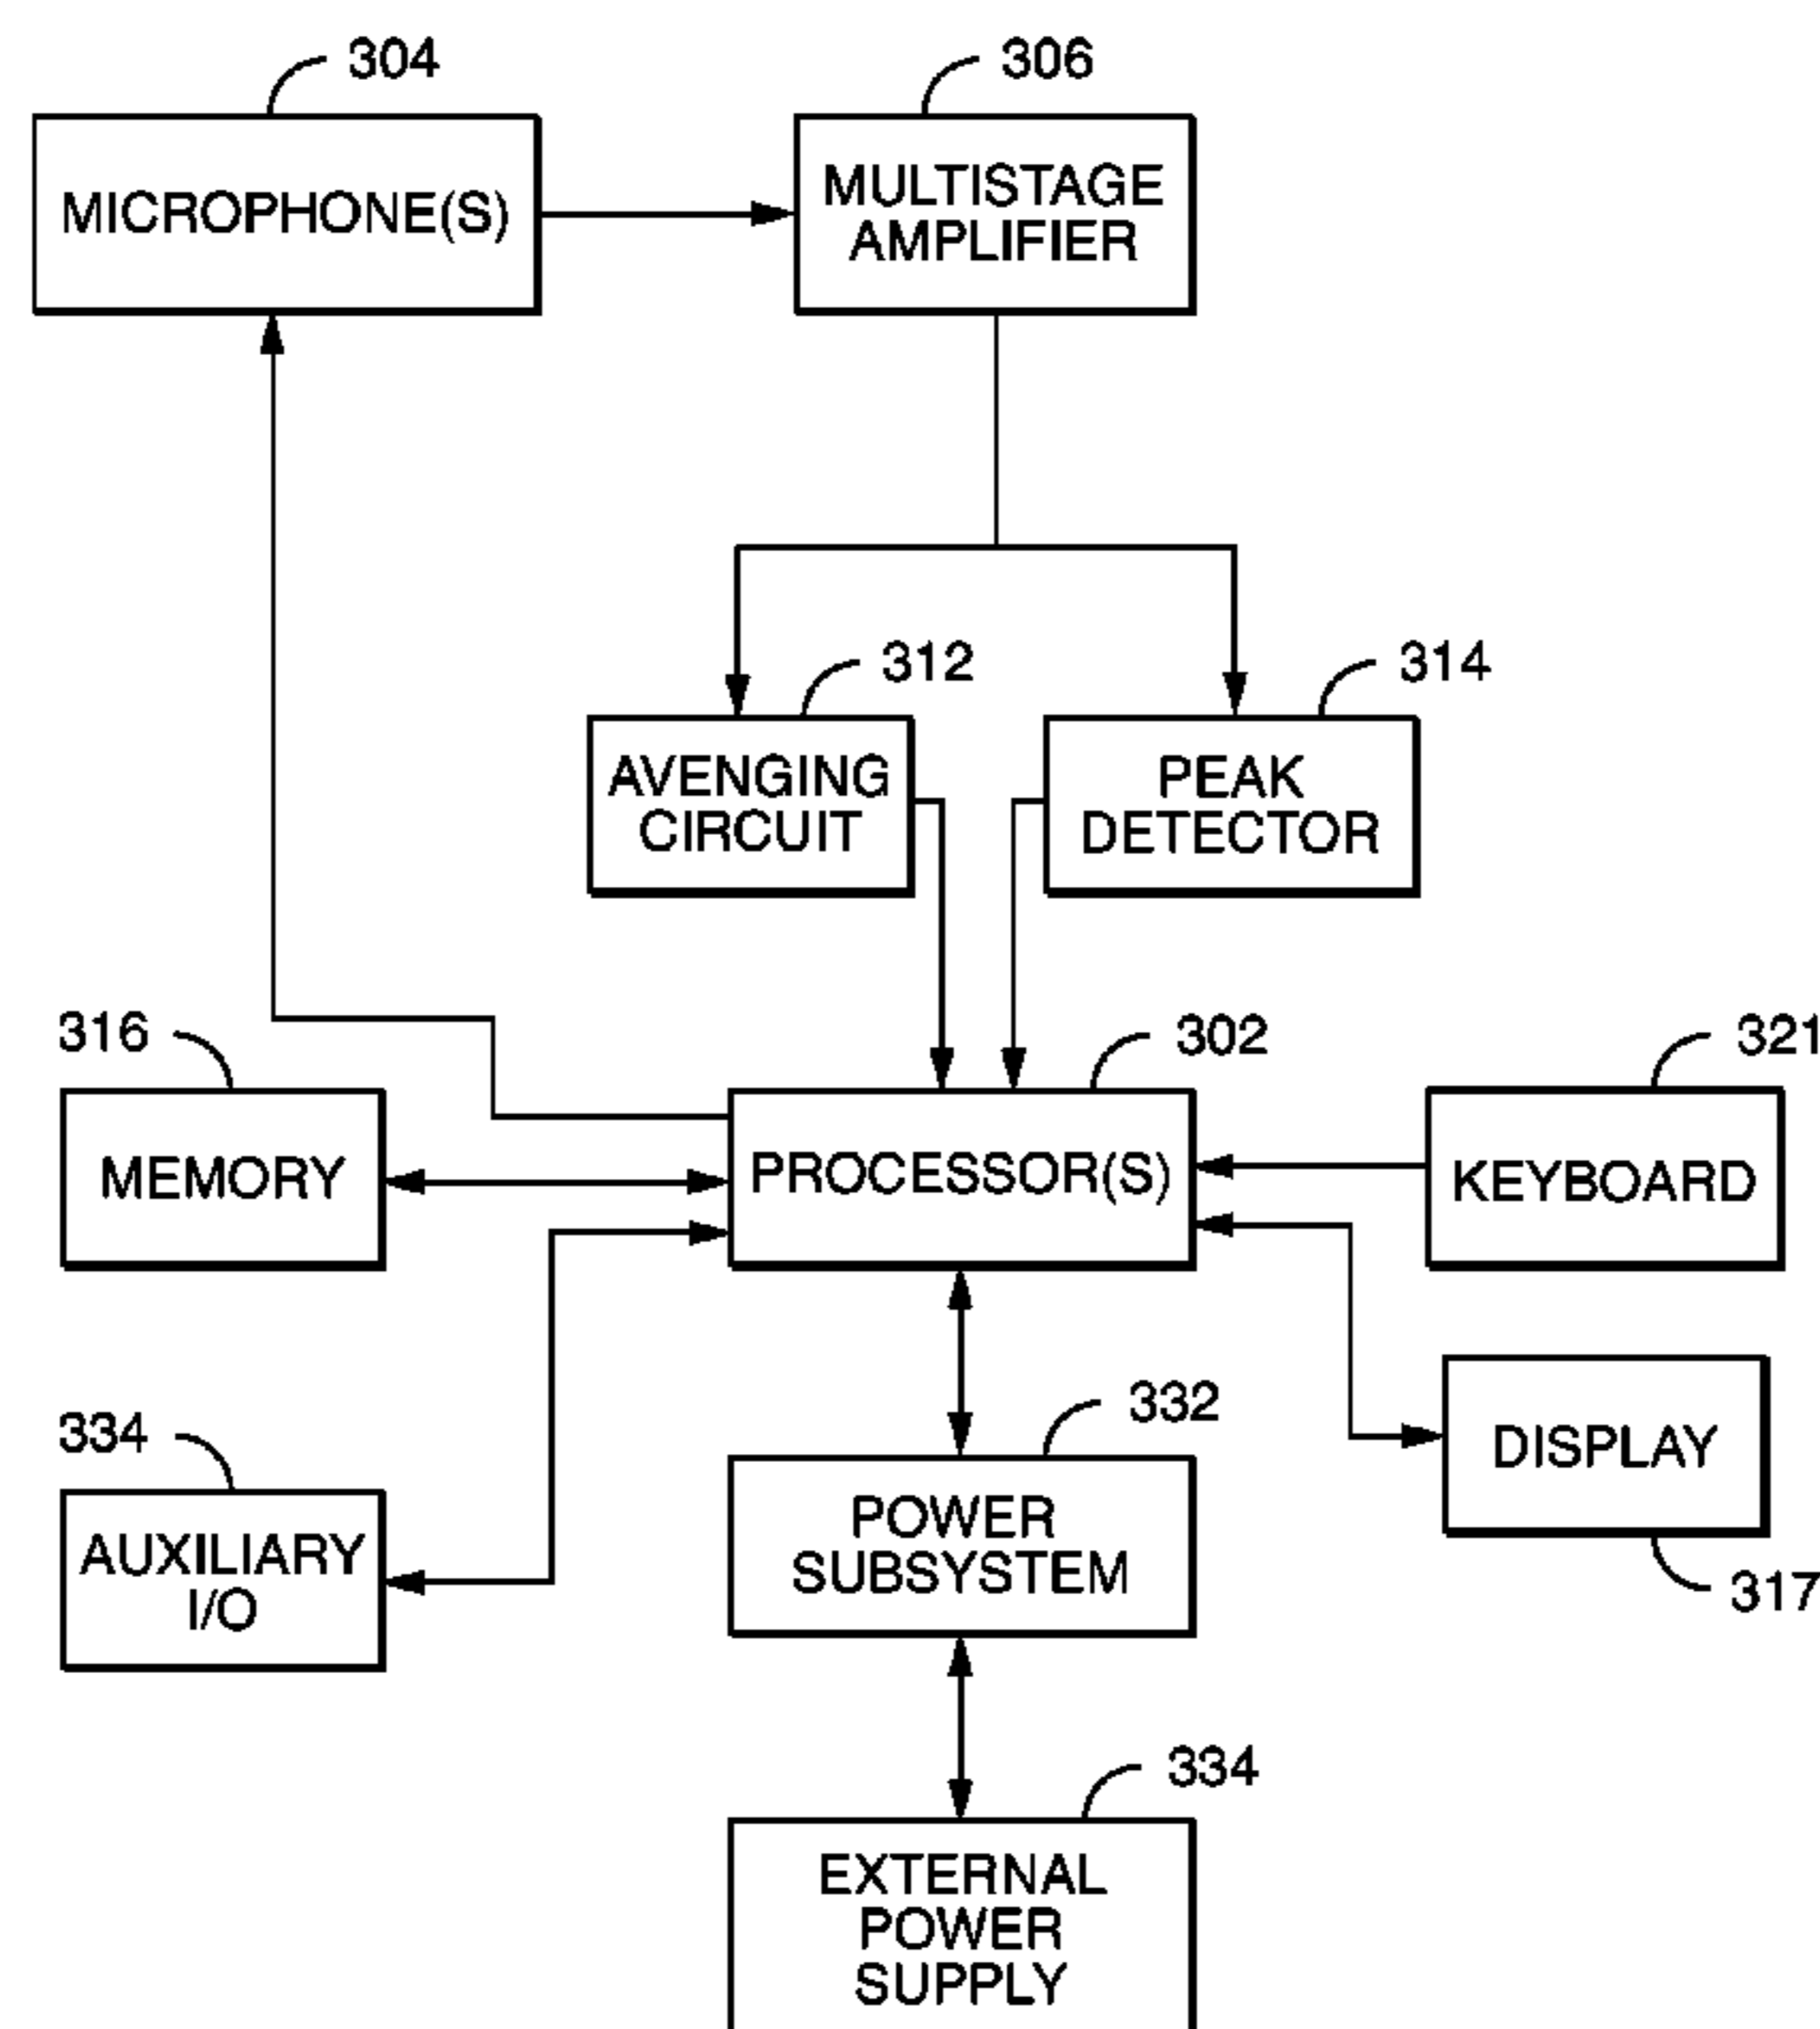 304
306
MICROPHONE(S)
MULTISTAGE
AMPLIFIER
312
314
AVENGING
CIRCUIT
PEAK
DETECTOR
316
302
321
MEMORY
PROCESSOR(S)
KEYBOARD
334
332
DISPLAY
AUXILIARY
I/O
POWER
SUBSYSTEM
317
334
EXTERNAL
POWER
SUPPLY